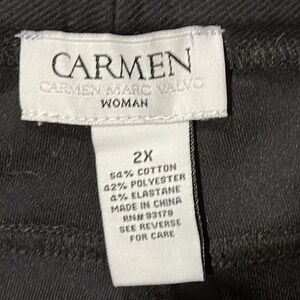 CARMEN
CARMEN MARC VALVO
WOMAN
2X
54% COTTON
42% POLYESTER
4% ELASTANE
MADE IN CHINA
RN# 93179
SEE REVERSE
FOR CARE